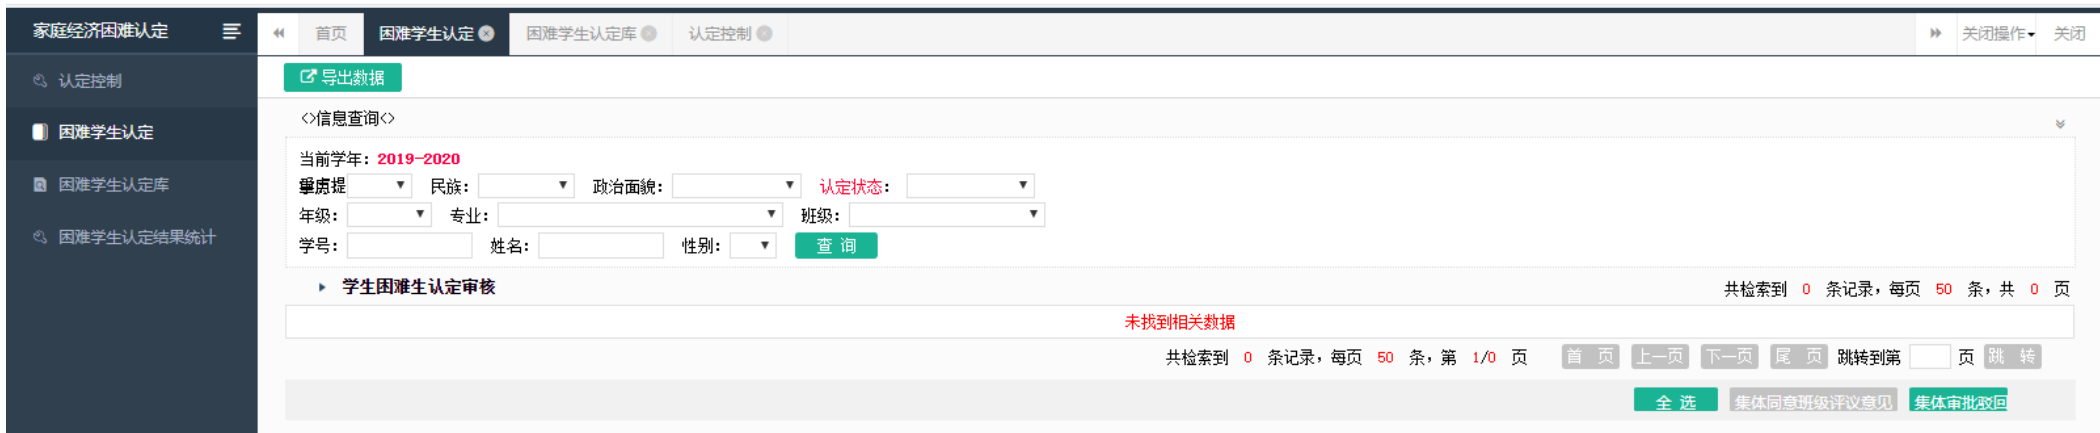 家庭经济困难认定
首页 困难学生认定 困难学生认定库 认定控制 关闭操作 关闭
认定控制
困难学生认定
困难学生认定库
困难学生认定结果统计
导出数据
<>信息查询<>
当前学年：2019-2020
民族： 政治面貌： 认定状态：
年级： 专业： 班级：
学号： 姓名： 性别： 查 询
学生困难生认定审核 共检索到 0 条记录，每页 50 条，共 0 页
未找到相关数据
共检索到 0 条记录，每页 50 条，第 1/0 页 首 页 上一页 下一页 尾 页 跳转到第 页 跳 转
全 选 集体同意班级评议意见 集体审批驳回